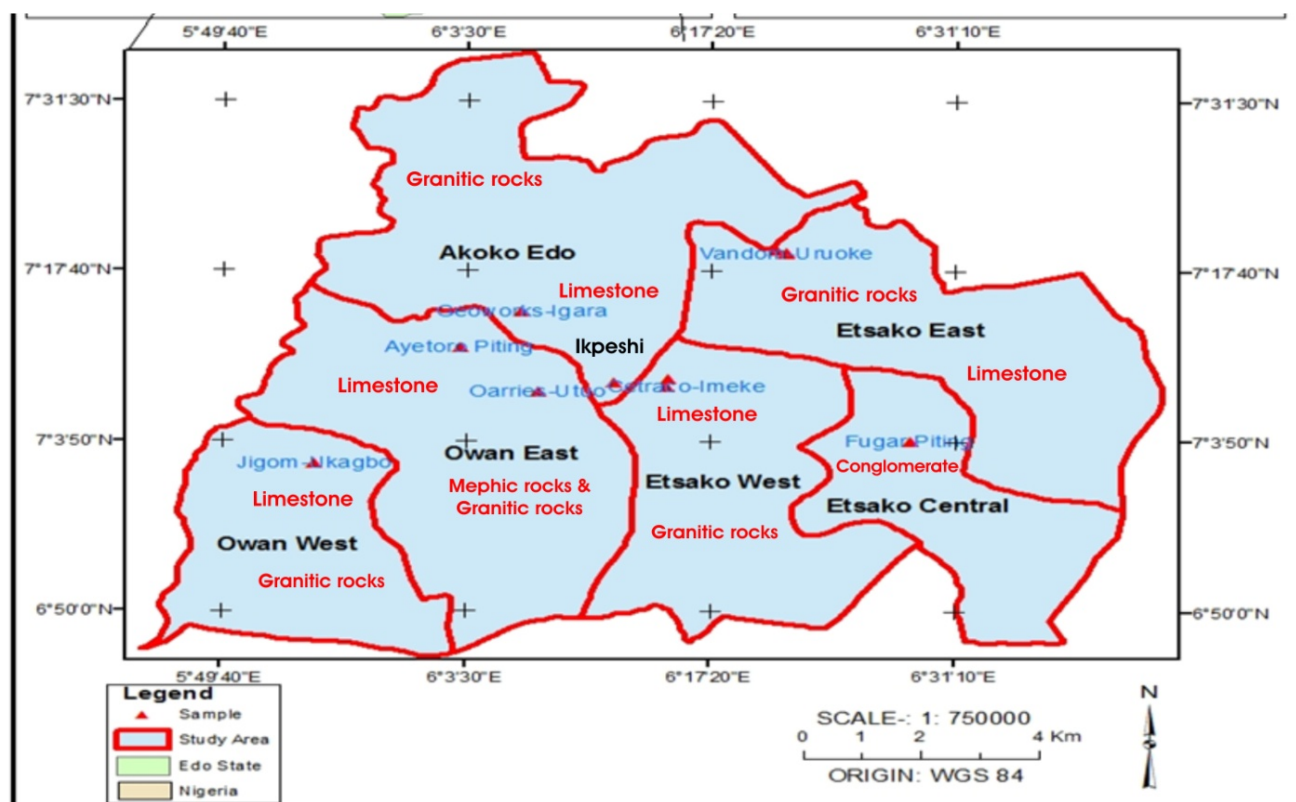 5°49'40"E 6°3'30"E 6°17'20"E 6°31'10"E
7°31'30"N 7°31'30"N
Granitic rocks
Akoko Edo
Vandom Uruoke
7°17'40"N 7°17'40"N
Limestone
Granitic rocks
Geoworks-Igara
Etsako East
Ayetoro Piting
Ikpeshi
Limestone
Limestone
Oarries-Utuo
Limestone
7°3'50"N 7°3'50"N
Fugar Piting
Owan East
Jigom-Nkagbo
Conglomerate
Etsako West
Mephic rocks &
Granitic rocks
Limestone
Etsako Central
Granitic rocks
Owan West
Granitic rocks
6°50'0"N 6°50'0"N
5°49'40"E 6°3'30"E 6°17'20"E 6°31'10"E
Legend
Sample
Study Area
Edo State
Nigeria
SCALE-: 1: 750000
0 1 2 4 Km
ORIGIN: WGS 84
N